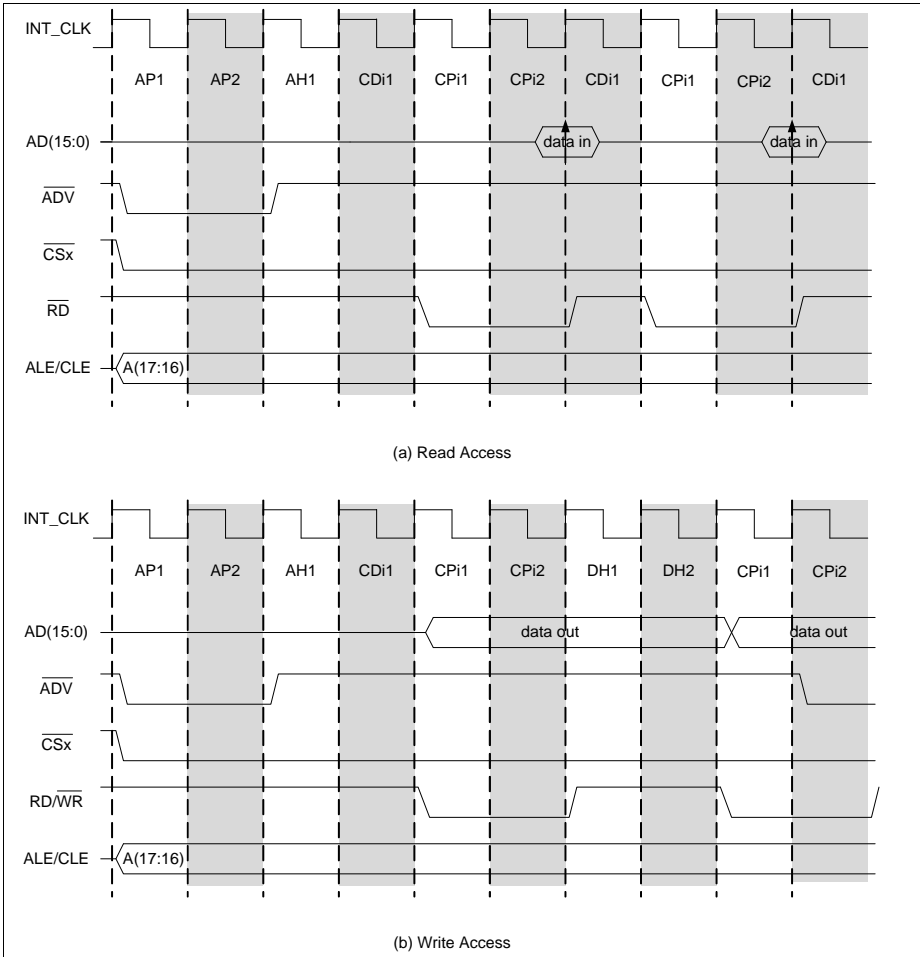 INT_CLK
AP1 AP2 AH1 CDi1 CPi1 CPi2 CDi1 CPi1 CPi2 CDi1
AD(15:0) data in data in
ADV
CSx
RD
ALE/CLE A(17:16)
(a) Read Access
INT_CLK
AP1 AP2 AH1 CDi1 CPi1 CPi2 DH1 DH2 CPi1 CPi2
AD(15:0) data out data out
ADV
CSx
RD/WR
ALE/CLE A(17:16)
(b) Write Access